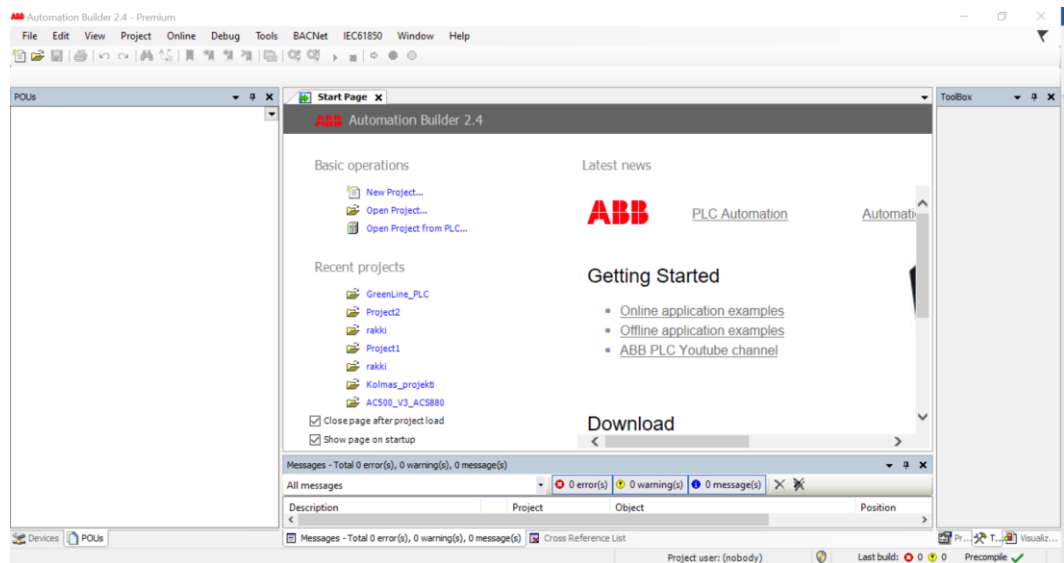 ABB Automation Builder 2.4 - Premium
File Edit View Project Online Debug Tools BACNet IEC61850 Window Help
POUs
Start Page
ToolBox
ABB Automation Builder 2.4
Basic operations
New Project...
Open Project...
Open Project from PLC...
Recent projects
GreenLine_PLC
Project2
rakki
Project1
rakki
Kolmas_projekti
AC500_V3_ACS880
Close page after project load
Show page on startup
Latest news
ABB PLC Automation Automati
Getting Started
Online application examples
Offline application examples
ABB PLC Youtube channel
Download
Messages - Total 0 error(s), 0 warning(s), 0 message(s)
All messages 0 error(s) 0 warning(s) 0 message(s)
Description Project Object Position
Devices POUs Messages - Total 0 error(s), 0 warning(s), 0 message(s) Cross Reference List Pr... T... Visualiz...
Project user: (nobody) Last build: 0 0 Precompile